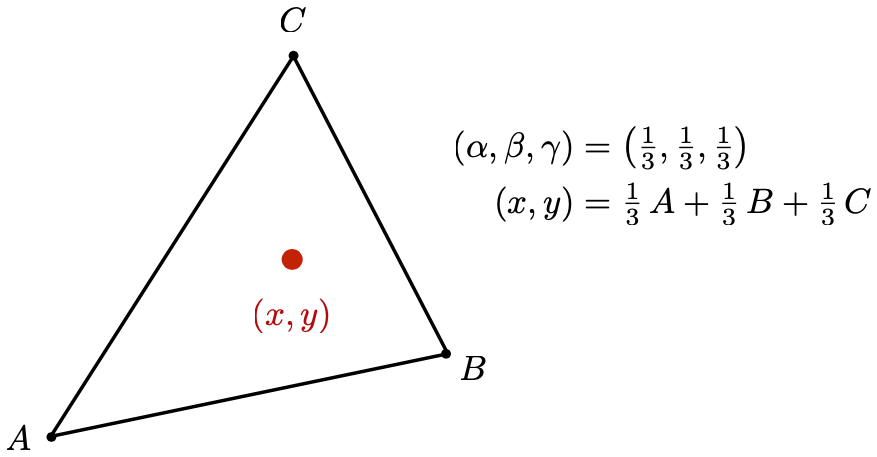 C
(α, β, γ) = (1/3, 1/3, 1/3)
(x, y) = 1/3 A + 1/3 B + 1/3 C
(x, y)
B
A